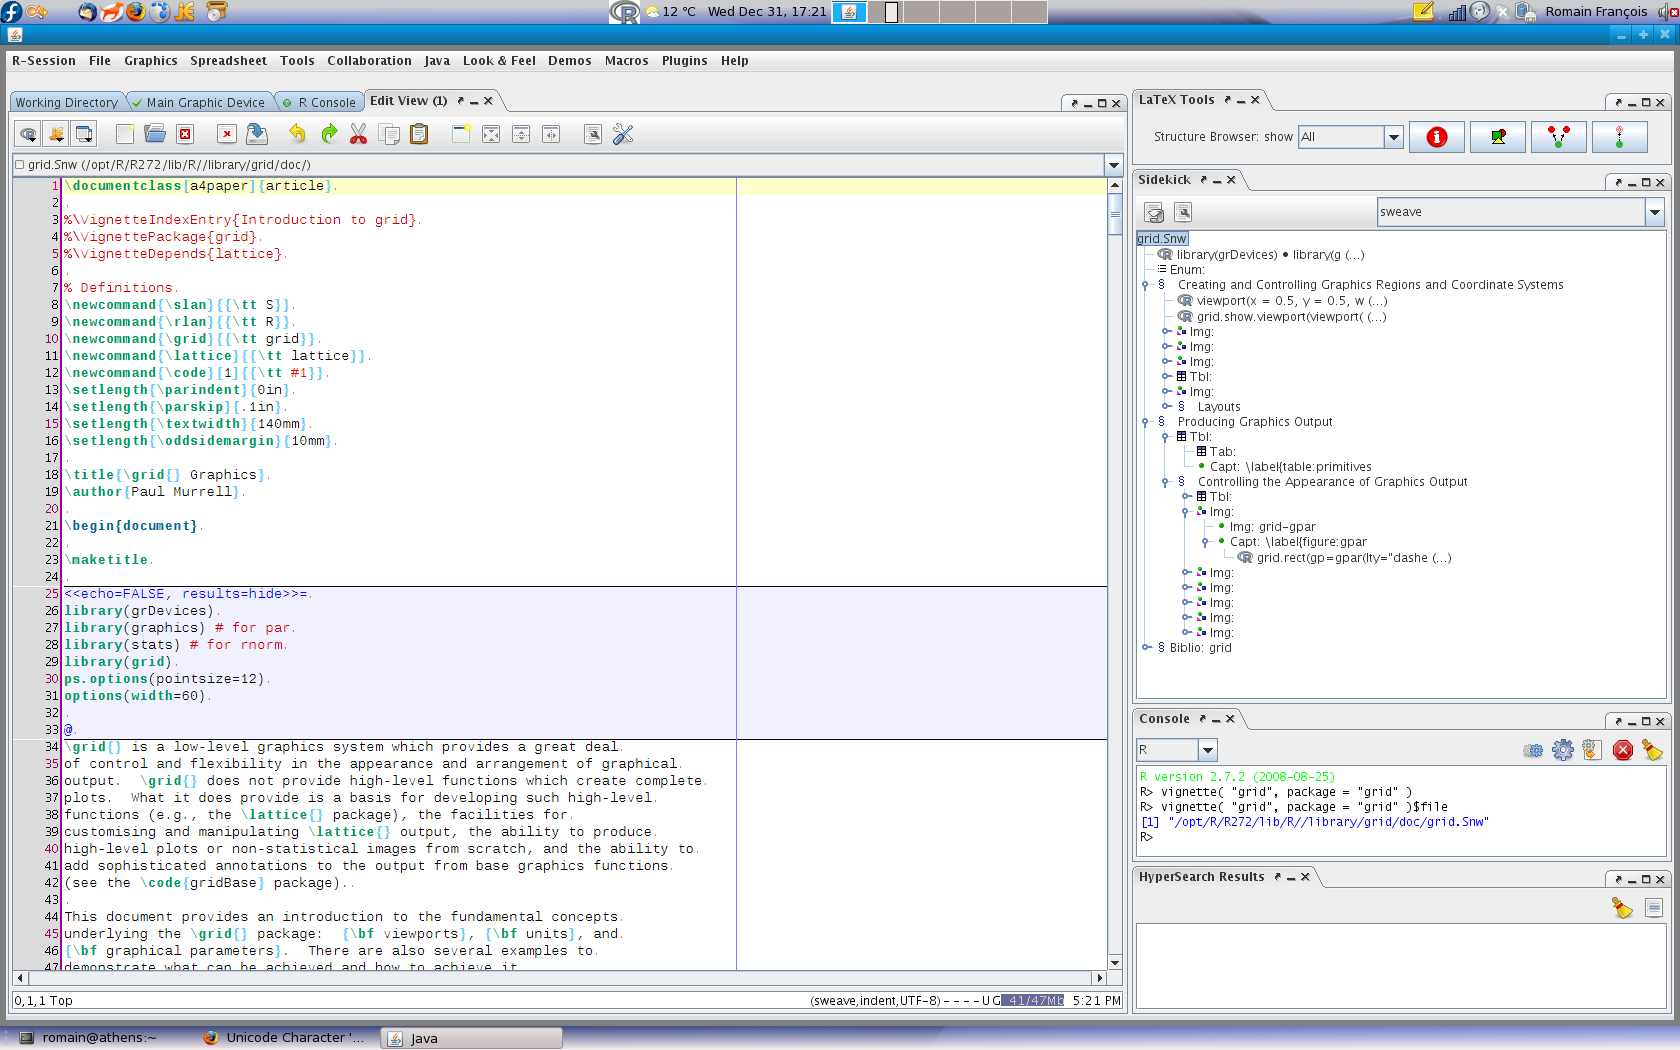 12 °C Wed Dec 31, 17:21
Romain François
R-Session File Graphics Spreadsheet Tools Collaboration Java Look & Feel Demos Macros Plugins Help
Working Directory Main Graphic Device R Console Edit View (1)
grid.Snw (/opt/R/R272/lib/R//library/grid/doc/)
1 \documentclass[a4paper]{article}.
2 .
3 %\VignetteIndexEntry{Introduction to grid}.
4 %\VignettePackage{grid}.
5 %\VignetteDepends{lattice}.
6 .
7 % Definitions.
8 \newcommand{\slan}{{\tt S}}.
9 \newcommand{\rlan}{{\tt R}}.
10 \newcommand{\grid}{{\tt grid}}.
11 \newcommand{\lattice}{{\tt lattice}}.
12 \newcommand{\code}[1]{{\tt #1}}.
13 \setlength{\parindent}{0in}.
14 \setlength{\parskip}{.1in}.
15 \setlength{\textwidth}{140mm}.
16 \setlength{\oddsidemargin}{10mm}.
17 .
18 \title{\grid{} Graphics}.
19 \author{Paul Murrell}.
20 .
21 \begin{document}.
22 .
23 \maketitle.
24 .
25 <<echo=FALSE, results=hide>>=.
26 library(grDevices).
27 library(graphics) # for par.
28 library(stats) # for rnorm.
29 library(grid).
30 ps.options(pointsize=12).
31 options(width=60).
32 .
33 @.
34 \grid{} is a low-level graphics system which provides a great deal.
35 of control and flexibility in the appearance and arrangement of graphical.
36 output.  \grid{} does not provide high-level functions which create complete.
37 plots.  What it does provide is a basis for developing such high-level.
38 functions (e.g., the \lattice{} package), the facilities for.
39 customising and manipulating \lattice{} output, the ability to produce.
40 high-level plots or non-statistical images from scratch, and the ability to.
41 add sophisticated annotations to the output from base graphics functions.
42 (see the \code{gridBase} package)..
43 .
44 This document provides an introduction to the fundamental concepts.
45 underlying the \grid{} package:  {\bf viewports}, {\bf units}, and.
46 {\bf graphical parameters}.  There are also several examples to.
47 demonstrate what can be achieved and how to achieve it
0,1,1 Top
(sweave,indent,UTF-8) - - - - U G 41/47Mb 5:21 PM
LaTeX Tools
Structure Browser: show All
Sidekick
sweave
grid.Snw
library(grDevices) • library(g (...)
Enum:
§ Creating and Controlling Graphics Regions and Coordinate Systems
viewport(x = 0.5, y = 0.5, w (...)
grid.show.viewport(viewport( (...)
Img:
Img:
Img:
Tbl:
Img:
§ Layouts
§ Producing Graphics Output
Tbl:
Tab:
Capt: \label{table:primitives
§ Controlling the Appearance of Graphics Output
Tbl:
Img:
Img: grid-gpar
Capt: \label{figure:gpar
grid.rect(gp=gpar(lty="dashe (...)
Img:
Img:
Img:
Img:
Img:
§ Biblio: grid
Console
R
R version 2.7.2 (2008-08-25)
R> vignette( "grid", package = "grid" )
R> vignette( "grid", package = "grid" )$file
[1] "/opt/R/R272/lib/R//library/grid/doc/grid.Snw"
R>
HyperSearch Results
romain@athens:~ Unicode Character '... Java